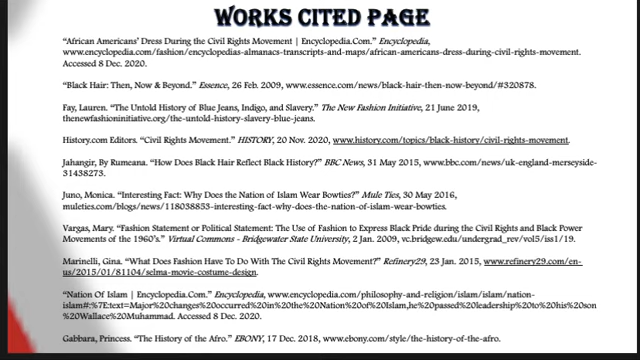 WORKS CITED PAGE
“African Americans’ Dress During the Civil Rights Movement | Encyclopedia.Com.” Encyclopedia,
www.encyclopedia.com/fashion/encyclopedias-almanacs-transcripts-and-maps/african-americans-dress-during-civil-rights-movement.
Accessed 8 Dec. 2020.
“Black Hair: Then, Now & Beyond.” Essence, 26 Feb. 2009, www.essence.com/news/black-hair-then-now-beyond/#320878.
Fay, Lauren. “The Untold History of Blue Jeans, Indigo, and Slavery.” The New Fashion Initiative, 21 June 2019,
thenewfashioninitiative.org/the-untold-history-slavery-blue-jeans.
History.com Editors. “Civil Rights Movement.” HISTORY, 20 Nov. 2020, www.history.com/topics/black-history/civil-rights-movement.
Jahangir, By Rumeana. “How Does Black Hair Reflect Black History?” BBC News, 31 May 2015, www.bbc.com/news/uk-england-merseyside-
31438273.
Juno, Monica. “Interesting Fact: Why Does the Nation of Islam Wear Bowties?” Mule Ties, 30 May 2016,
muleties.com/blogs/news/118038853-interesting-fact-why-does-the-nation-of-islam-wear-bowties.
Vargas, Mary. “Fashion Statement or Political Statement: The Use of Fashion to Express Black Pride during the Civil Rights and Black Power
Movements of the 1960’s.” Virtual Commons - Bridgewater State University, 2 Jan. 2009, vc.bridgew.edu/undergrad_rev/vol5/iss1/19.
Marinelli, Gina. “What Does Fashion Have To Do With The Civil Rights Movement?” Refinery29, 23 Jan. 2015, www.refinery29.com/en-
us/2015/01/81104/selma-movie-costume-design.
“Nation Of Islam | Encyclopedia.Com.” Encyclopedia, www.encyclopedia.com/philosophy-and-religion/islam/islam/nation-
islam#:%7E:text=Major%20changes%20occurred%20in%20the%20Nation%20of%20Islam,he%20passed%20leadership%20to%20his%20son
%20Wallace%20Muhammad. Accessed 8 Dec. 2020.
Gabbara, Princess. “The History of the Afro.” EBONY, 17 Dec. 2018, www.ebony.com/style/the-history-of-the-afro.